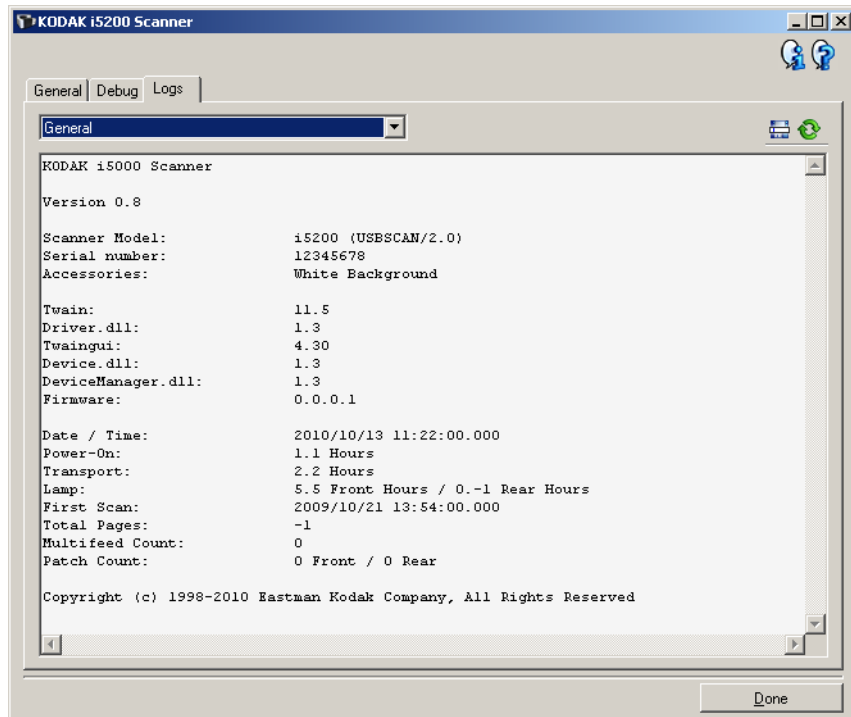 KODAK i5200 Scanner
General Debug Logs
General
KODAK i5000 Scanner
Version 0.8
Scanner Model: i5200 (USBSCAN/2.0)
Serial number: 12345678
Accessories: White Background
Twain: 11.5
Driver.dll: 1.3
Twaingui: 4.30
Device.dll: 1.3
DeviceManager.dll: 1.3
Firmware: 0.0.0.1
Date / Time: 2010/10/13 11:22:00.000
Power-On: 1.1 Hours
Transport: 2.2 Hours
Lamp: 5.5 Front Hours / 0.-1 Rear Hours
First Scan: 2009/10/21 13:54:00.000
Total Pages: -1
Multifeed Count: 0
Patch Count: 0 Front / 0 Rear
Copyright (c) 1998-2010 Eastman Kodak Company, All Rights Reserved
Done